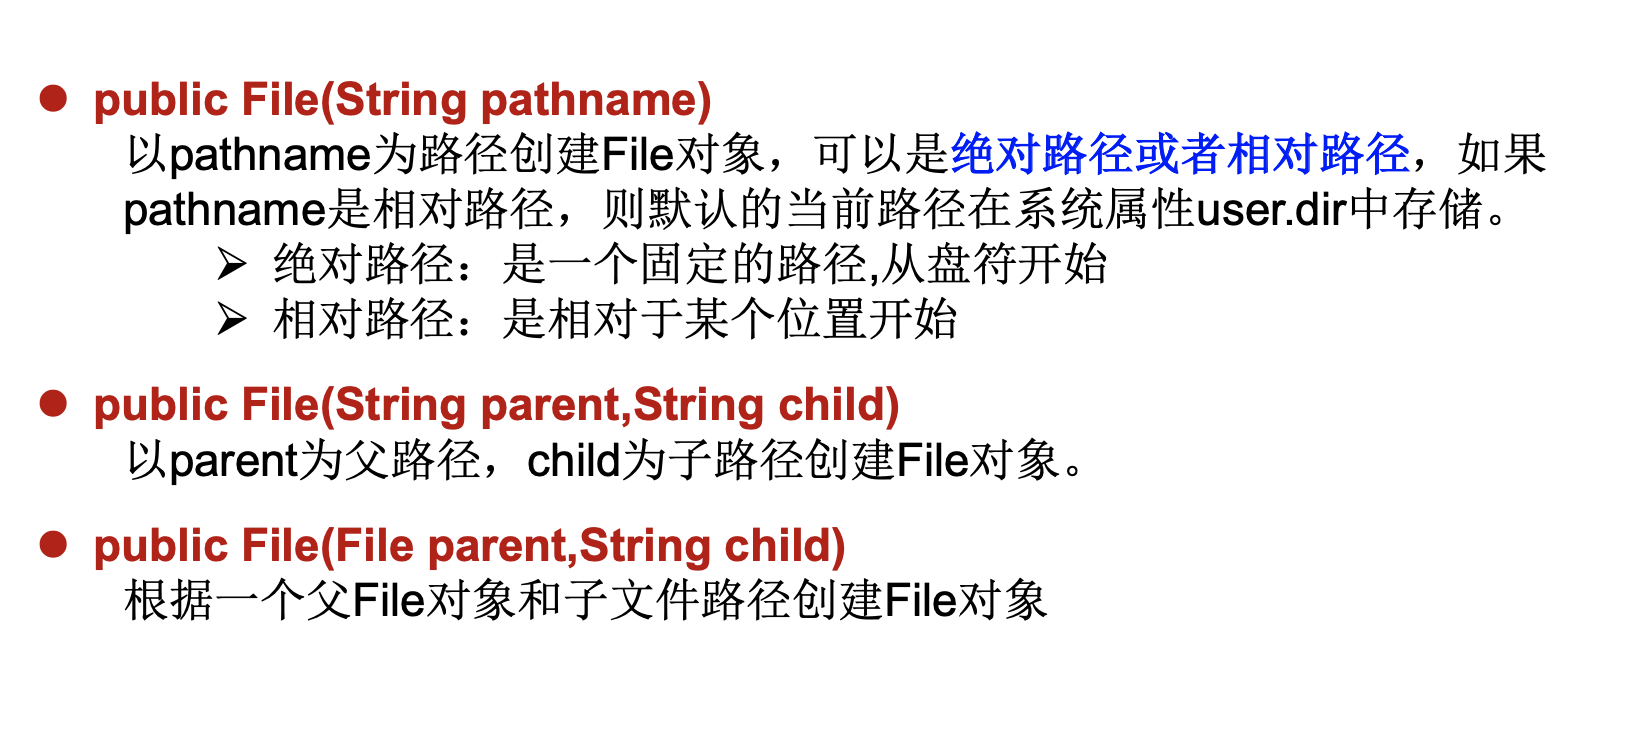 ● public File(String pathname)
以pathname为路径创建File对象，可以是绝对路径或者相对路径，如果
pathname是相对路径，则默认的当前路径在系统属性user.dir中存储。
➢ 绝对路径：是一个固定的路径,从盘符开始
➢ 相对路径：是相对于某个位置开始
● public File(String parent,String child)
以parent为父路径，child为子路径创建File对象。
● public File(File parent,String child)
根据一个父File对象和子文件路径创建File对象